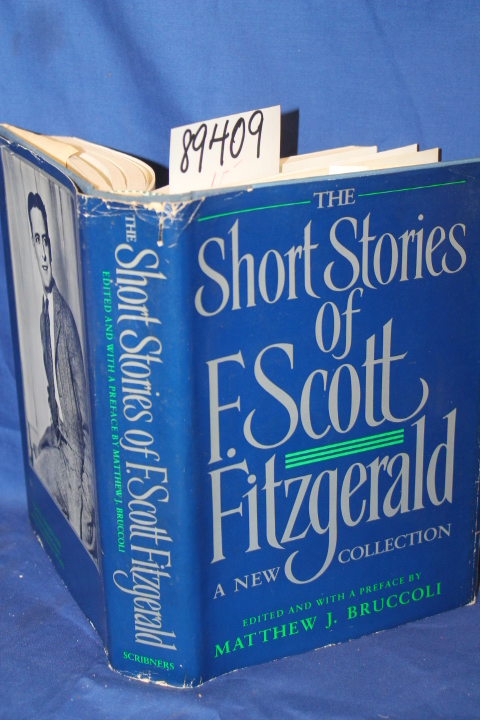 89409
THE
Short Stories
of
F. Scott
Fitzgerald
A NEW COLLECTION
EDITED AND WITH A PREFACE BY
MATTHEW J. BRUCCOLI
THE Short Stories of F. Scott Fitzgerald
EDITED AND WITH A PREFACE BY MATTHEW J. BRUCCOLI
SCRIBNERS